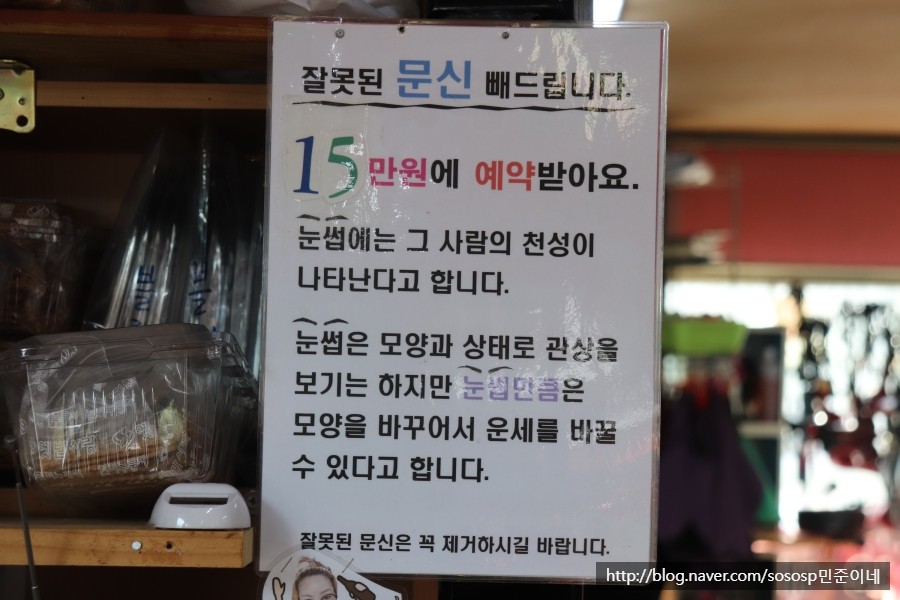 잘못된 문신 빼드립니다.
15만원에 예약받아요.
눈썹에는 그 사람의 천성이
나타난다고 합니다.
눈썹은 모양과 상태로 관상을
보기는 하지만 눈썹만큼은
모양을 바꾸어서 운세를 바꿀
수 있다고 합니다.
잘못된 문신은 꼭 제거하시길 바랍니다.
http://blog.naver.com/sososp민준이네